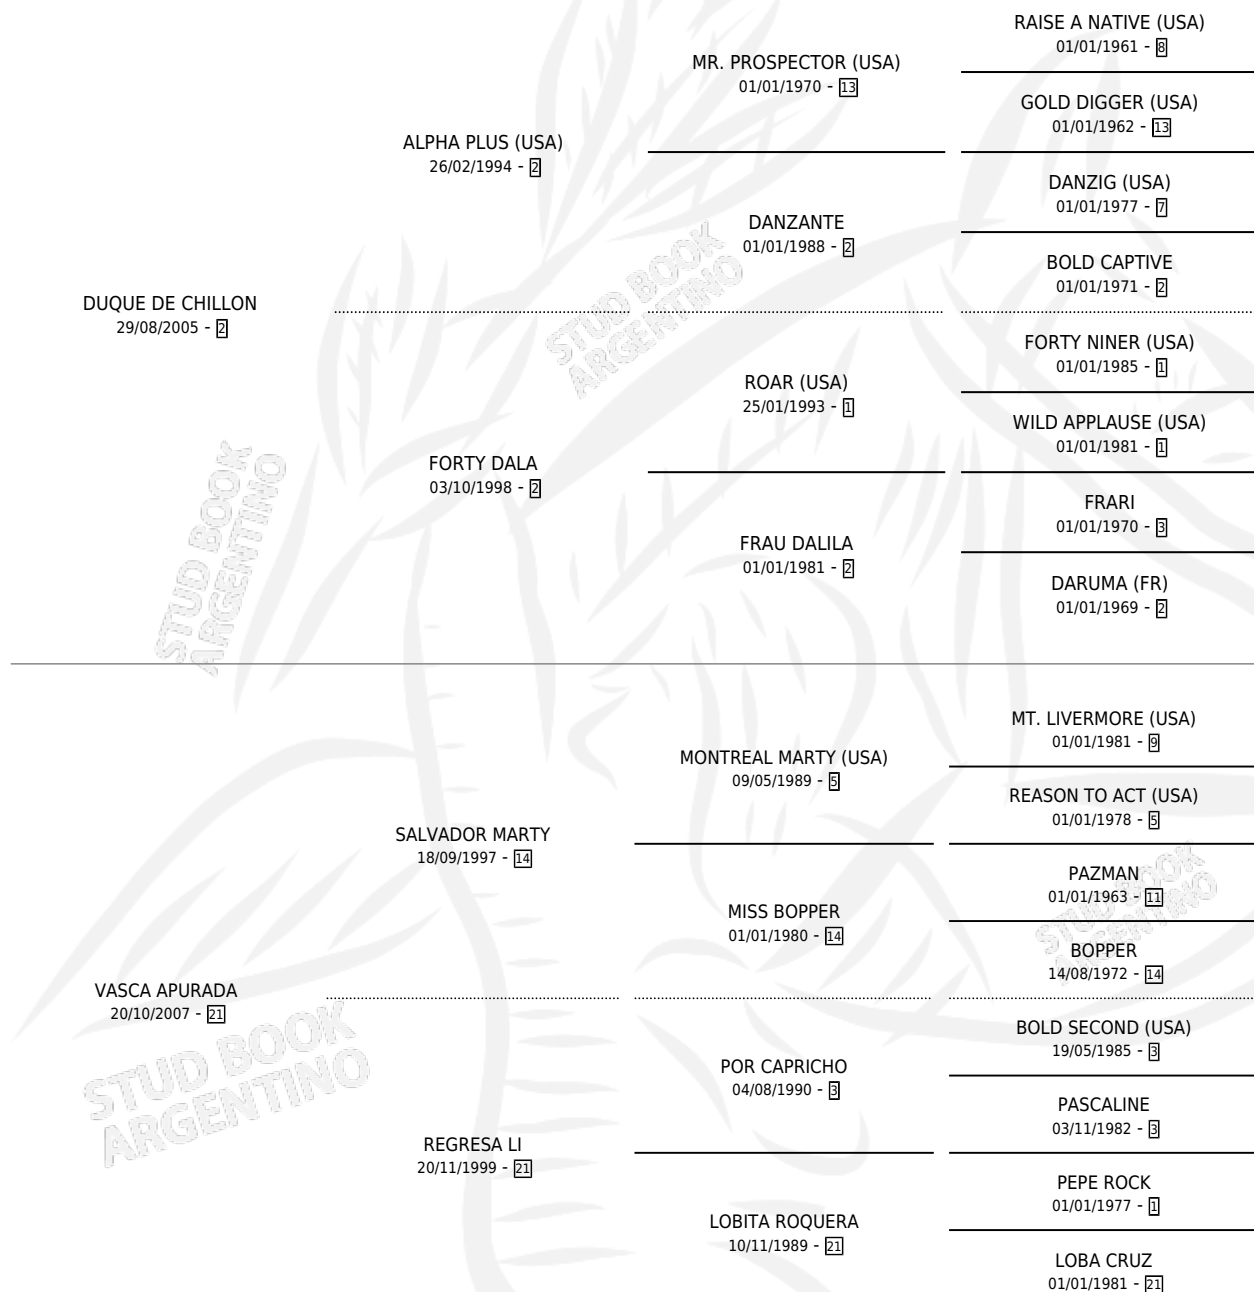 RAISE A NATIVE (USA)
01/01/1961 - 8
MR. PROSPECTOR (USA)
01/01/1970 - 13
GOLD DIGGER (USA)
01/01/1962 - 13
ALPHA PLUS (USA)
26/02/1994 - 2
DANZIG (USA)
01/01/1977 - 7
DANZANTE
01/01/1988 - 2
BOLD CAPTIVE
01/01/1971 - 2
DUQUE DE CHILLON
29/08/2005 - 2
STUD BOOK
ARGENTINO
FORTY NINER (USA)
01/01/1985 - 1
ROAR (USA)
25/01/1993 - 1
WILD APPLAUSE (USA)
01/01/1981 - 1
FORTY DALA
03/10/1998 - 2
FRARI
01/01/1970 - 3
FRAU DALILA
01/01/1981 - 2
DARUMA (FR)
01/01/1969 - 2
STUD BOOK
ARGENTINO
MT. LIVERMORE (USA)
01/01/1981 - 9
MONTREAL MARTY (USA)
09/05/1989 - 5
REASON TO ACT (USA)
01/01/1978 - 5
SALVADOR MARTY
18/09/1997 - 14
PAZMAN
01/01/1963 - 11
MISS BOPPER
01/01/1980 - 14
STUD BOOK
ARGENTINO
BOPPER
14/08/1972 - 14
VASCA APURADA
20/10/2007 - 21
BOLD SECOND (USA)
19/05/1985 - 3
POR CAPRICHO
04/08/1990 - 3
STUD BOOK
ARGENTINO
PASCALINE
03/11/1982 - 3
REGRESA LI
20/11/1999 - 21
PEPE ROCK
01/01/1977 - 1
LOBITA ROQUERA
10/11/1989 - 21
LOBA CRUZ
01/01/1981 - 21